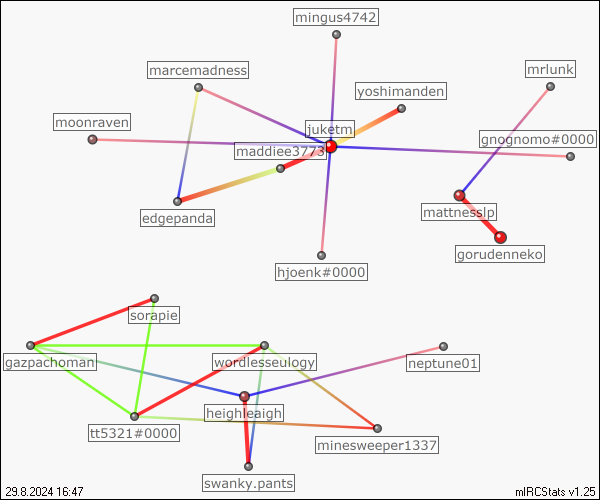 mingus4742
marcemadness
mrlunk
yoshimanden
moonraven
juketm
gnognomo#0000
maddiee3773
edgepanda
mattnesslp
gorudenneko
hjoenk#0000
sorapie
gazpachoman
wordlesseulogy
neptune01
heighleaigh
tt5321#0000
minesweeper1337
swanky.pants
29.8.2024 16:47
mIRCStats v1.25